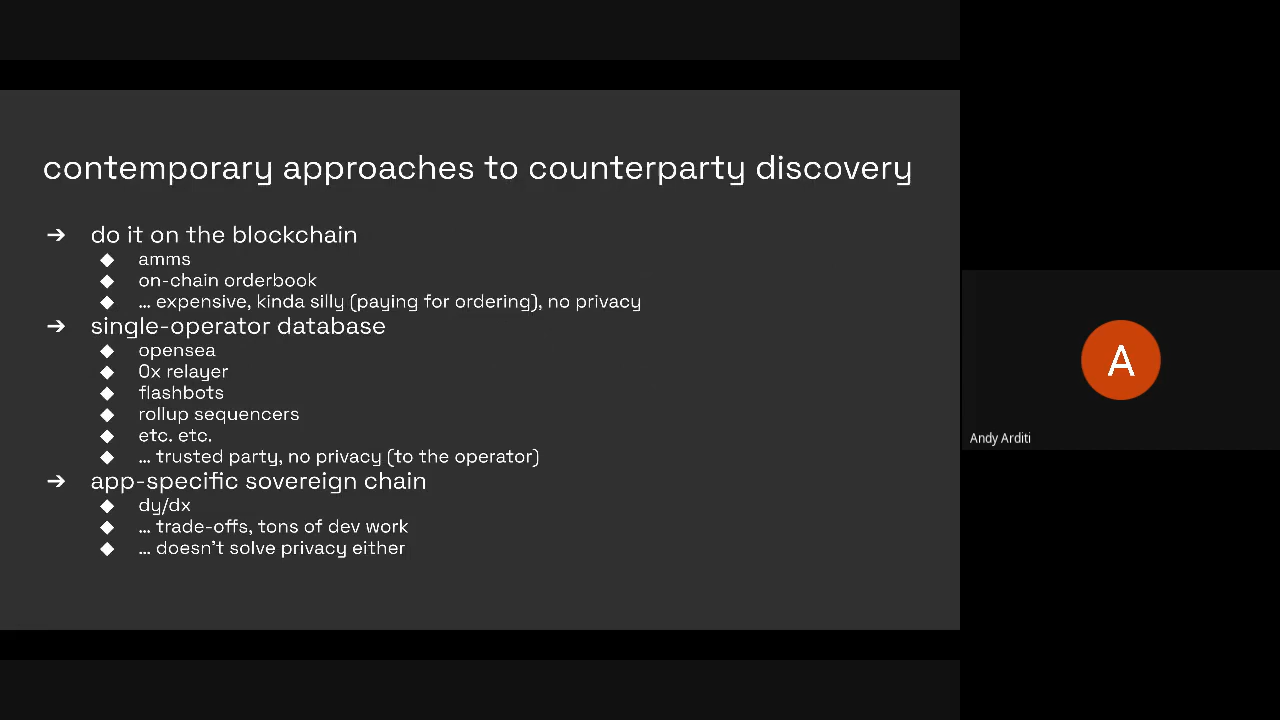 contemporary approaches to counterparty discovery
➔ do it on the blockchain
◆ amms
◆ on-chain orderbook
◆ … expensive, kinda silly (paying for ordering), no privacy
➔ single-operator database
◆ opensea
◆ 0x relayer
◆ flashbots
◆ rollup sequencers
◆ etc. etc.
◆ … trusted party, no privacy (to the operator)
➔ app-specific sovereign chain
◆ dy/dx
◆ … trade-offs, tons of dev work
◆ … doesn’t solve privacy either
A
Andy Arditi